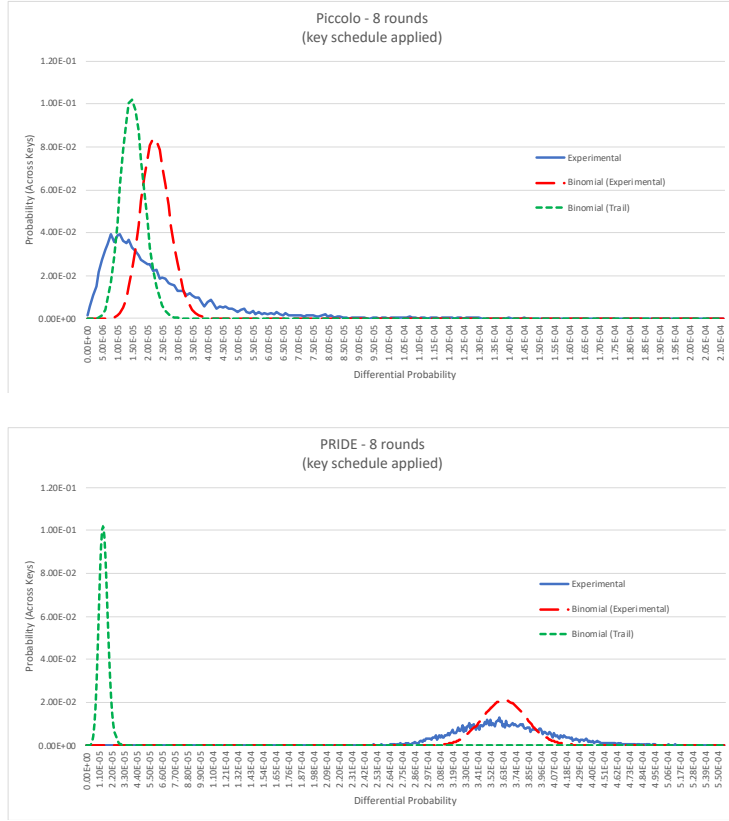 Piccolo - 8 rounds
(key schedule applied)
1.20E-01
1.00E-01
8.00E-02
6.00E-02
4.00E-02
2.00E-02
0.00E+00
Probability (Across Keys)
Experimental
Binomial (Experimental)
Binomial (Trail)
0.00E+00
5.00E-06
1.00E-05
1.50E-05
2.00E-05
2.50E-05
3.00E-05
3.50E-05
4.00E-05
4.50E-05
5.00E-05
5.50E-05
6.00E-05
6.50E-05
7.00E-05
7.50E-05
8.00E-05
8.50E-05
9.00E-05
9.50E-05
1.00E-04
1.05E-04
1.10E-04
1.15E-04
1.20E-04
1.25E-04
1.30E-04
1.35E-04
1.40E-04
1.45E-04
1.50E-04
1.55E-04
1.60E-04
1.65E-04
1.70E-04
1.75E-04
1.80E-04
1.85E-04
1.90E-04
1.95E-04
2.00E-04
2.05E-04
2.10E-04
Differential Probability
PRIDE - 8 rounds
(key schedule applied)
1.20E-01
1.00E-01
8.00E-02
6.00E-02
4.00E-02
2.00E-02
0.00E+00
Probability (Across Keys)
Experimental
Binomial (Experimental)
Binomial (Trail)
0.00E+00
1.10E-05
2.20E-05
3.30E-05
4.40E-05
5.50E-05
6.60E-05
7.70E-05
8.80E-05
9.90E-05
1.10E-04
1.21E-04
1.32E-04
1.43E-04
1.54E-04
1.65E-04
1.76E-04
1.87E-04
1.98E-04
2.09E-04
2.20E-04
2.31E-04
2.42E-04
2.53E-04
2.64E-04
2.75E-04
2.86E-04
2.97E-04
3.08E-04
3.19E-04
3.30E-04
3.41E-04
3.52E-04
3.63E-04
3.74E-04
3.85E-04
3.96E-04
4.07E-04
4.18E-04
4.29E-04
4.40E-04
4.51E-04
4.62E-04
4.73E-04
4.84E-04
4.95E-04
5.06E-04
5.17E-04
5.28E-04
5.39E-04
5.50E-04
Differential Probability